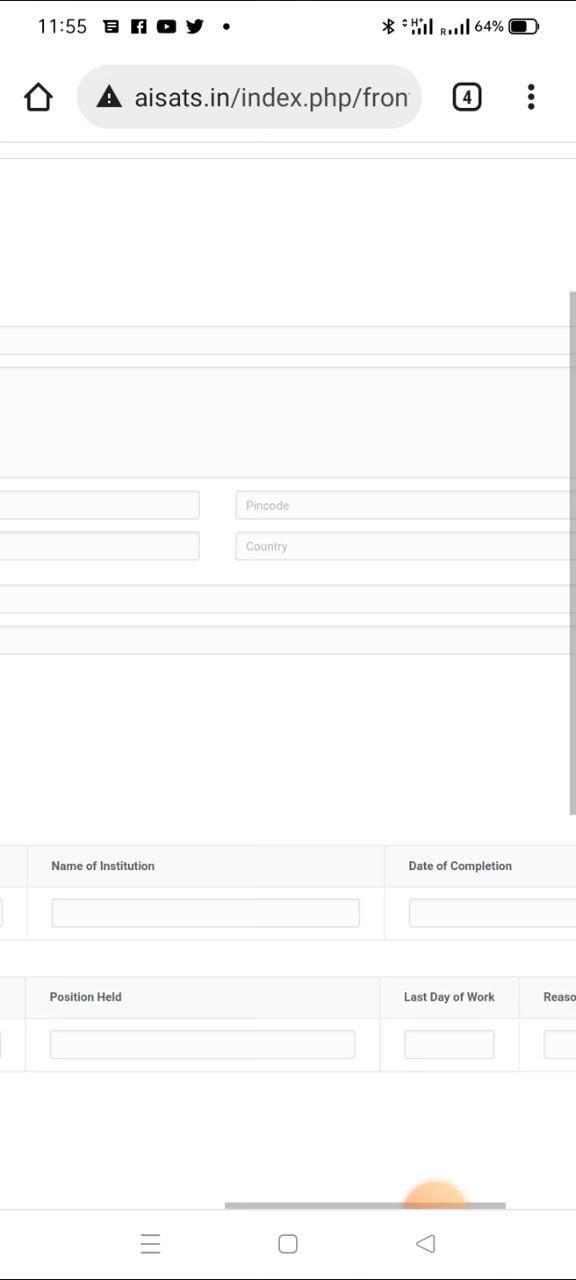 11:55 64%
aisats.in/index.php/fron
4
Pincode
Country
Name of Institution Date of Completion
Position Held Last Day of Work Reaso